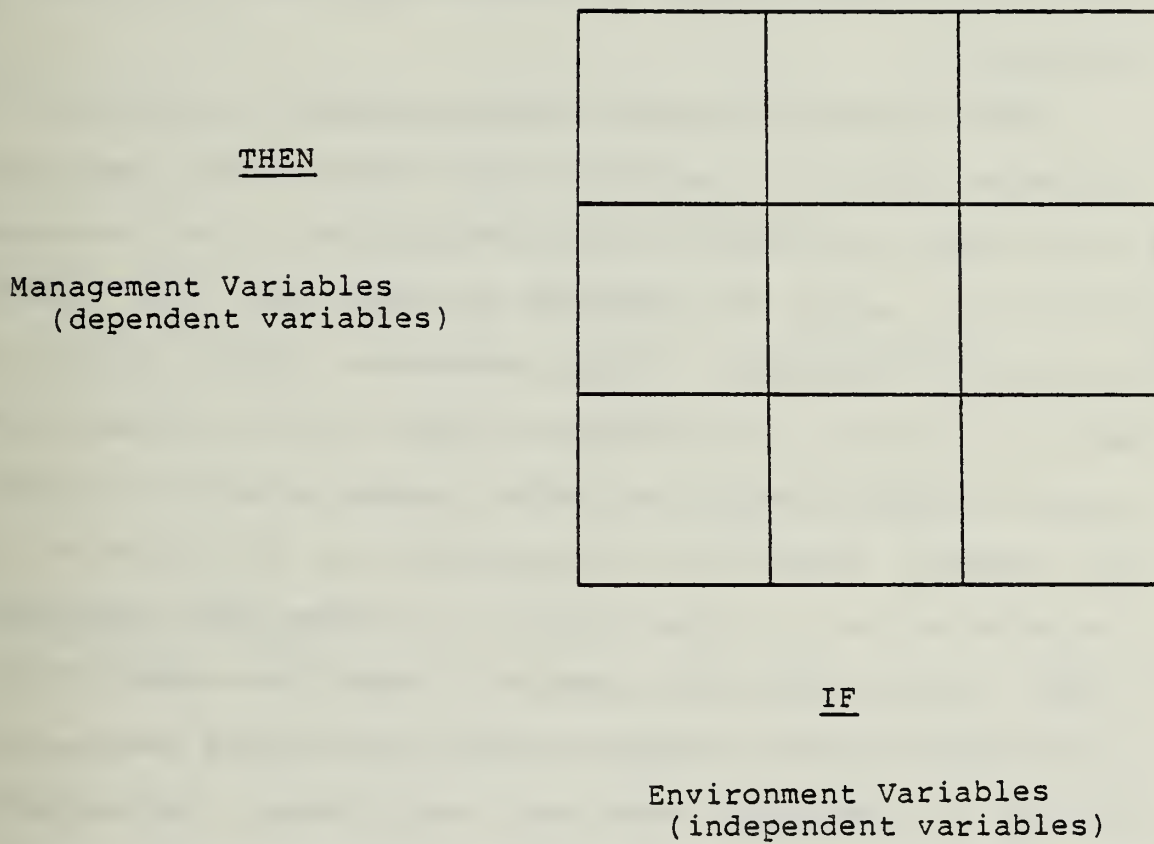 THEN
Management Variables
(dependent variables)
IF
Environment Variables
(independent variables)